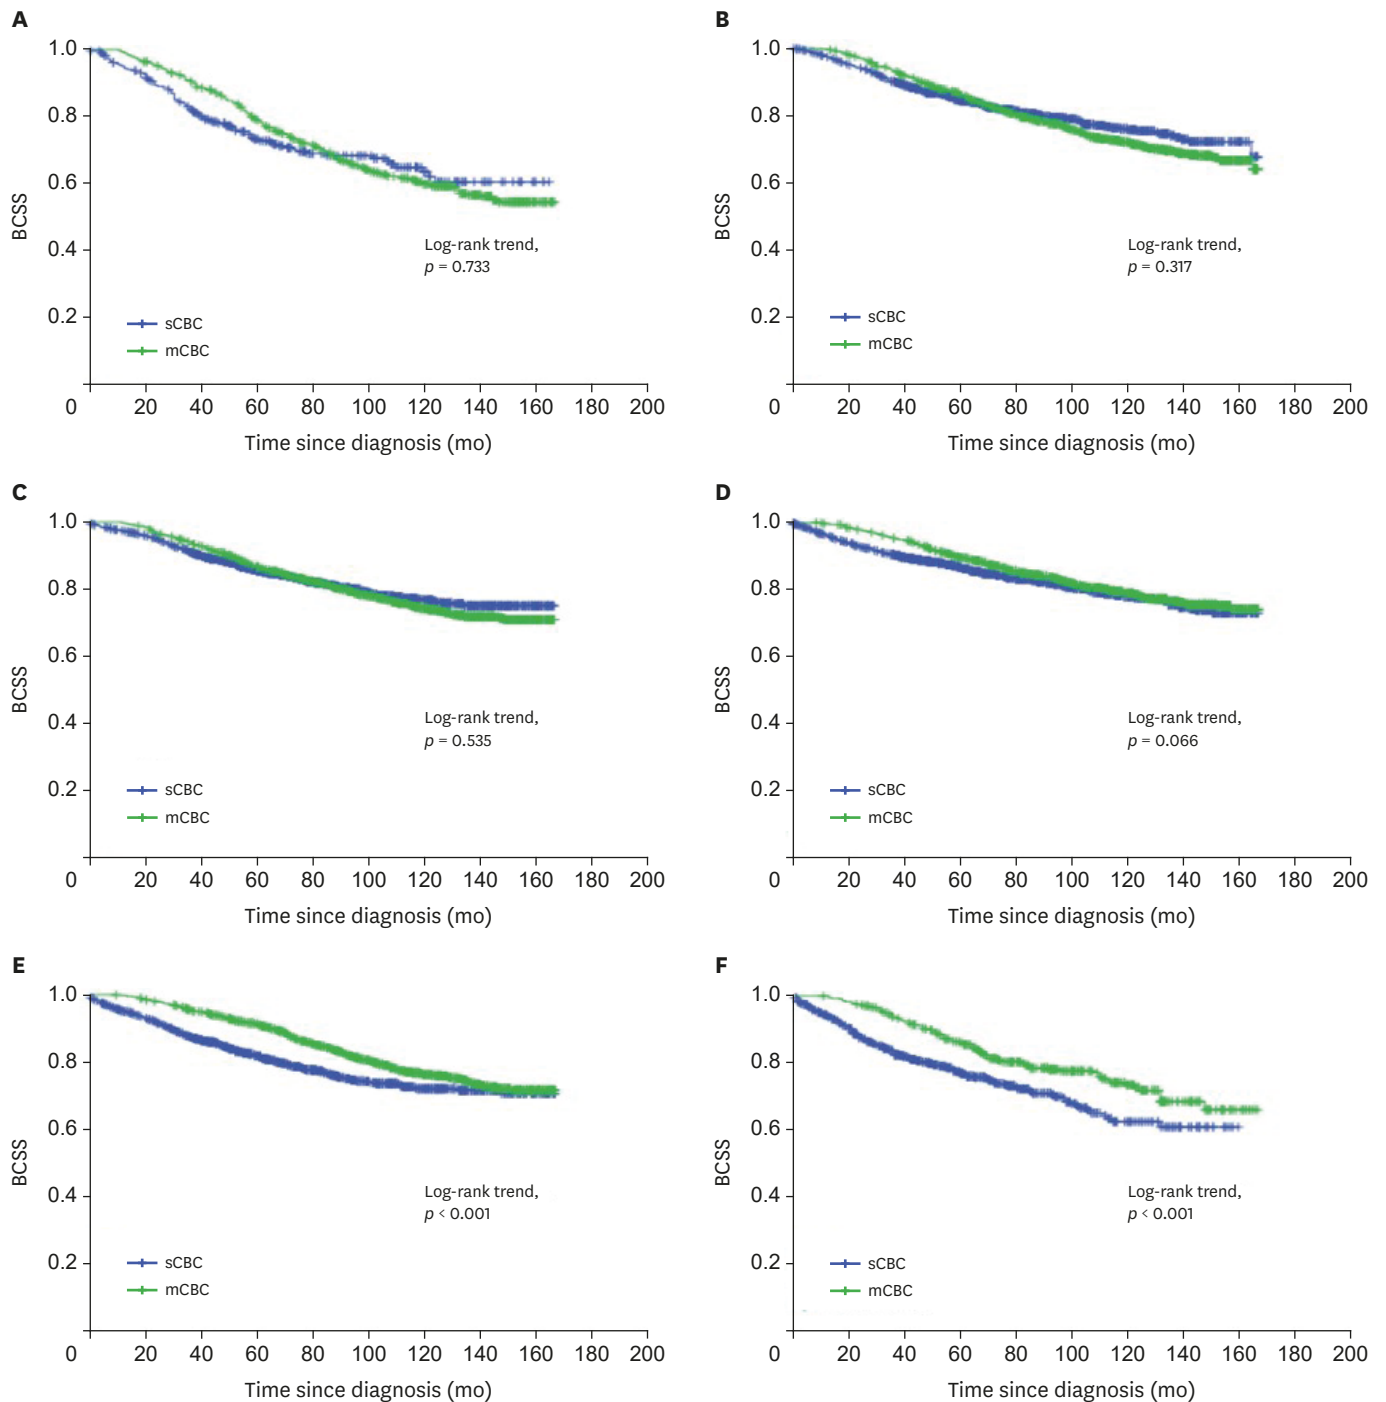 A
1.0
0.8
0.6
0.4
0.2
BCSS
Log-rank trend,
p = 0.733
sCBC
mCBC
0 20 40 60 80 100 120 140 160 180 200
Time since diagnosis (mo)
B
1.0
0.8
0.6
0.4
0.2
BCSS
Log-rank trend,
p = 0.317
sCBC
mCBC
0 20 40 60 80 100 120 140 160 180 200
Time since diagnosis (mo)
C
1.0
0.8
0.6
0.4
0.2
BCSS
Log-rank trend,
p = 0.535
sCBC
mCBC
0 20 40 60 80 100 120 140 160 180 200
Time since diagnosis (mo)
D
1.0
0.8
0.6
0.4
0.2
BCSS
Log-rank trend,
p = 0.066
sCBC
mCBC
0 20 40 60 80 100 120 140 160 180 200
Time since diagnosis (mo)
E
1.0
0.8
0.6
0.4
0.2
BCSS
Log-rank trend,
p < 0.001
sCBC
mCBC
0 20 40 60 80 100 120 140 160 180 200
Time since diagnosis (mo)
F
1.0
0.8
0.6
0.4
0.2
BCSS
Log-rank trend,
p < 0.001
sCBC
mCBC
0 20 40 60 80 100 120 140 160 180 200
Time since diagnosis (mo)